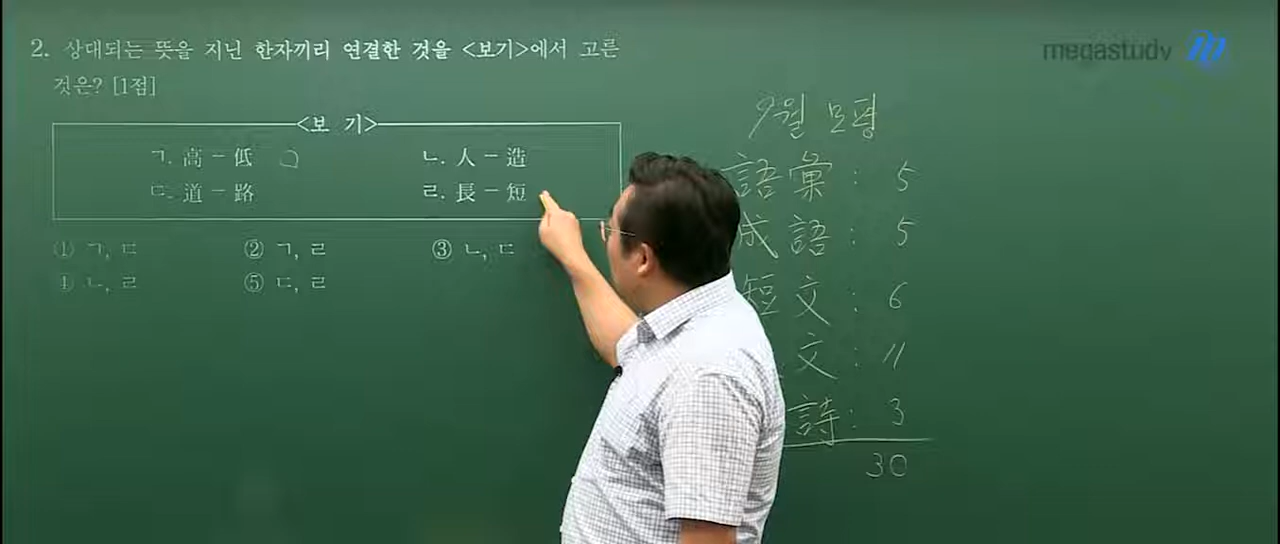 2. 상대되는 뜻을 지닌 한자끼리 연결한 것을 <보기>에서 고른
것은? [1점]
<보 기>
ㄱ. 高 - 低 ㄴ. 人 - 造
ㄷ. 道 - 路 ㄹ. 長 - 短
① ㄱ, ㄷ ② ㄱ, ㄹ ③ ㄴ, ㄷ
④ ㄴ, ㄹ ⑤ ㄷ, ㄹ
megastudy
9월 모평
語彙 : 5
成語 : 5
短文 : 6
文 : 11
詩 : 3
30